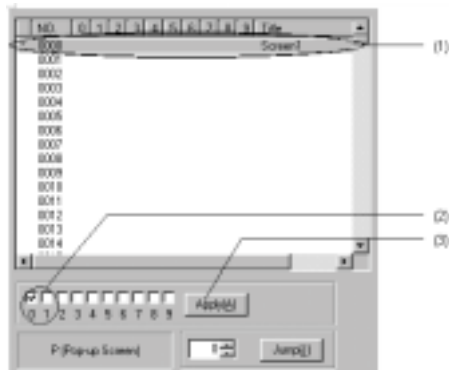 NO. 0 1 2 3 4 5 6 7 8 9 Title
0000 Screen1
(1)
0001
0002
0003
0004
0005
0006
0007
0008
0009
0010
0011
0012
0013
0014
(2)
(3)
Apply(A)
0 1 2 3 4 5 6 7 8 9
P:(Pop-up Screen)
Jump(J)